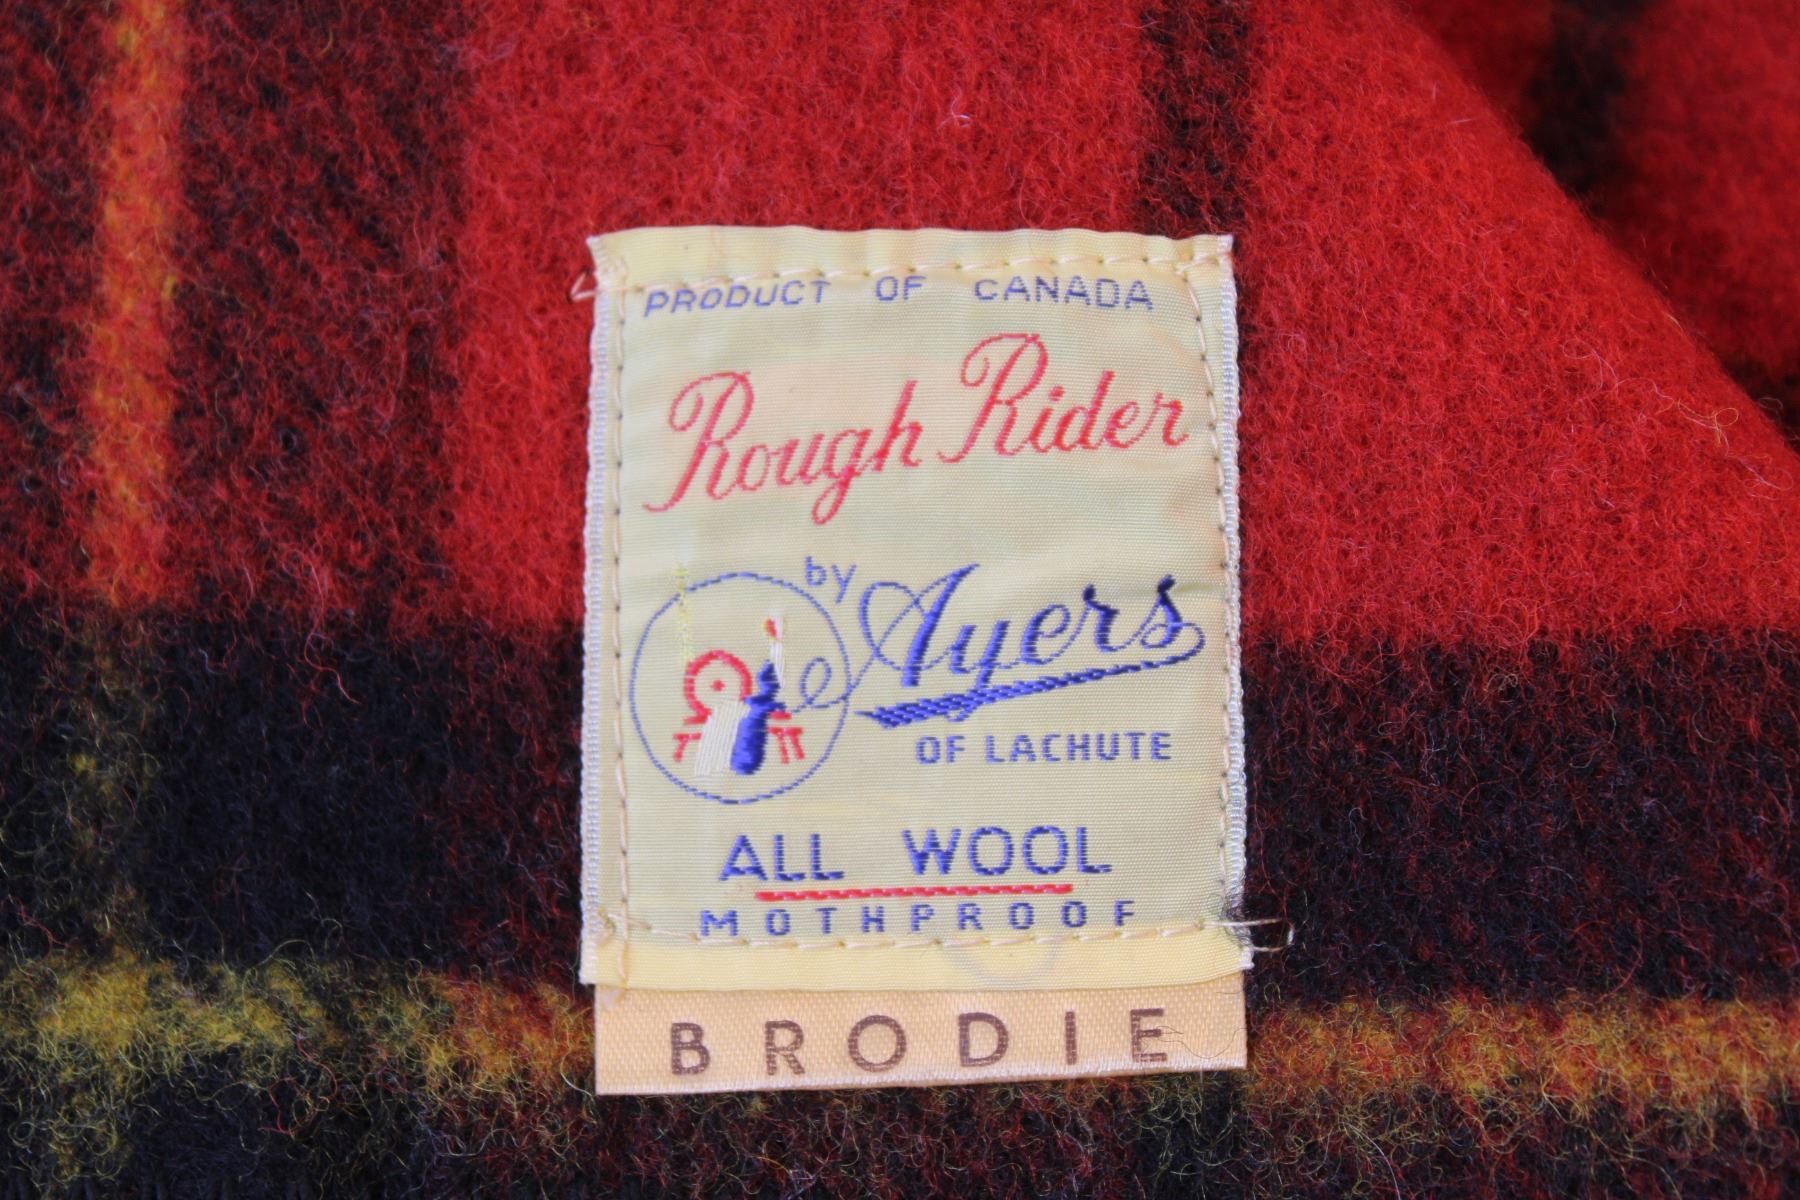 PRODUCT OF CANADA
Rough Rider
by Ayers
OF LACHUTE
ALL WOOL
MOTHPROOF
BRODIE